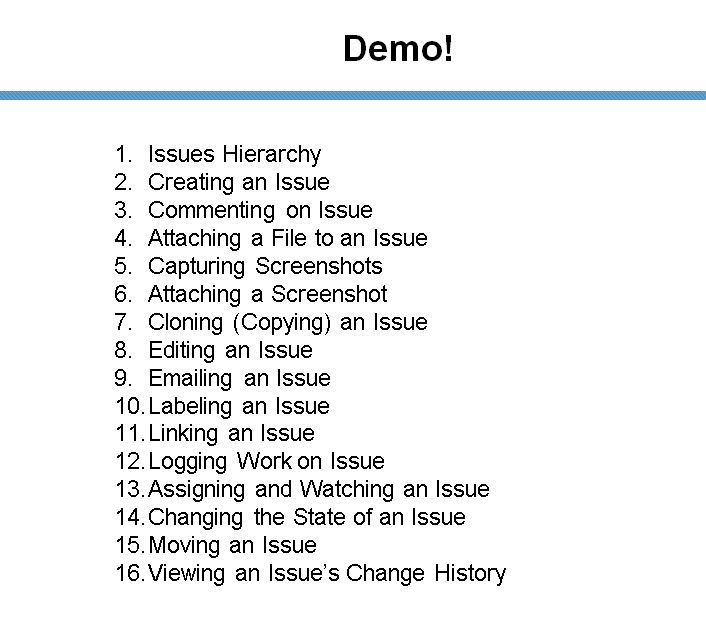 Demo!
1. Issues Hierarchy
2. Creating an Issue
3. Commenting on Issue
4. Attaching a File to an Issue
5. Capturing Screenshots
6. Attaching a Screenshot
7. Cloning (Copying) an Issue
8. Editing an Issue
9. Emailing an Issue
10. Labeling an Issue
11. Linking an Issue
12. Logging Work on Issue
13. Assigning and Watching an Issue
14. Changing the State of an Issue
15. Moving an Issue
16. Viewing an Issue’s Change History